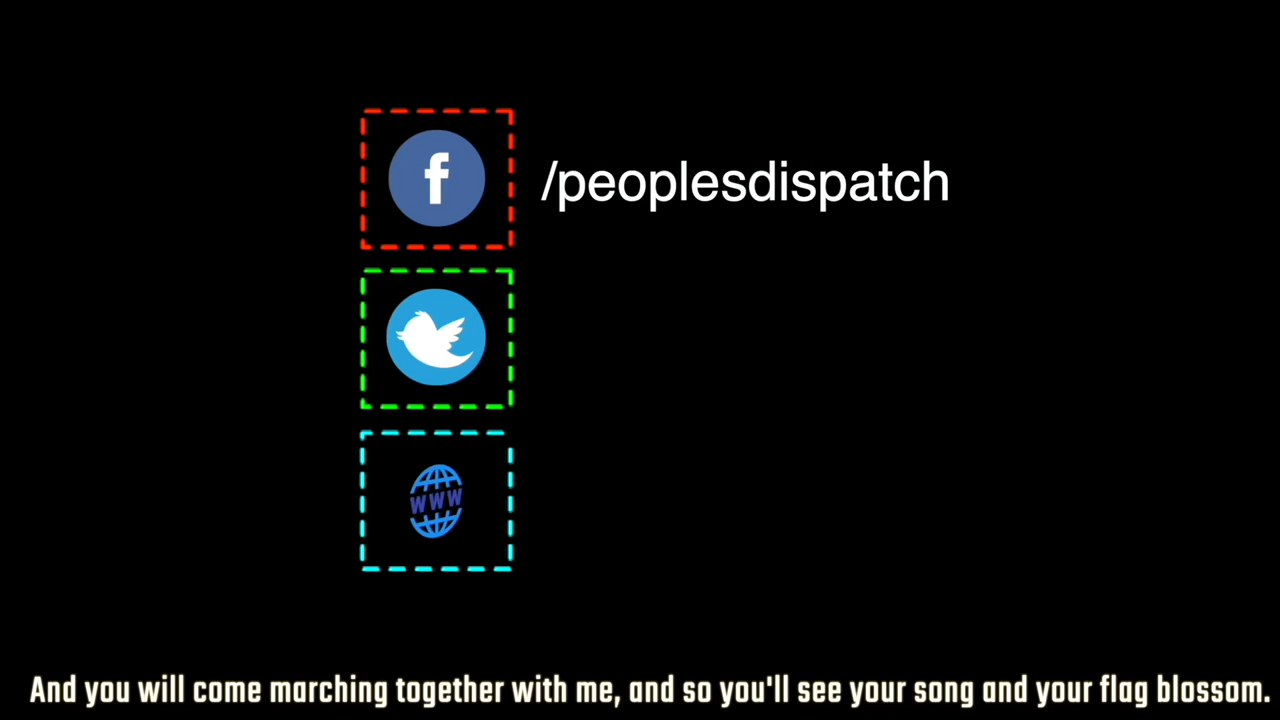 f
/peoplesdispatch
WWW
And you will come marching together with me, and so you'll see your song and your flag blossom.